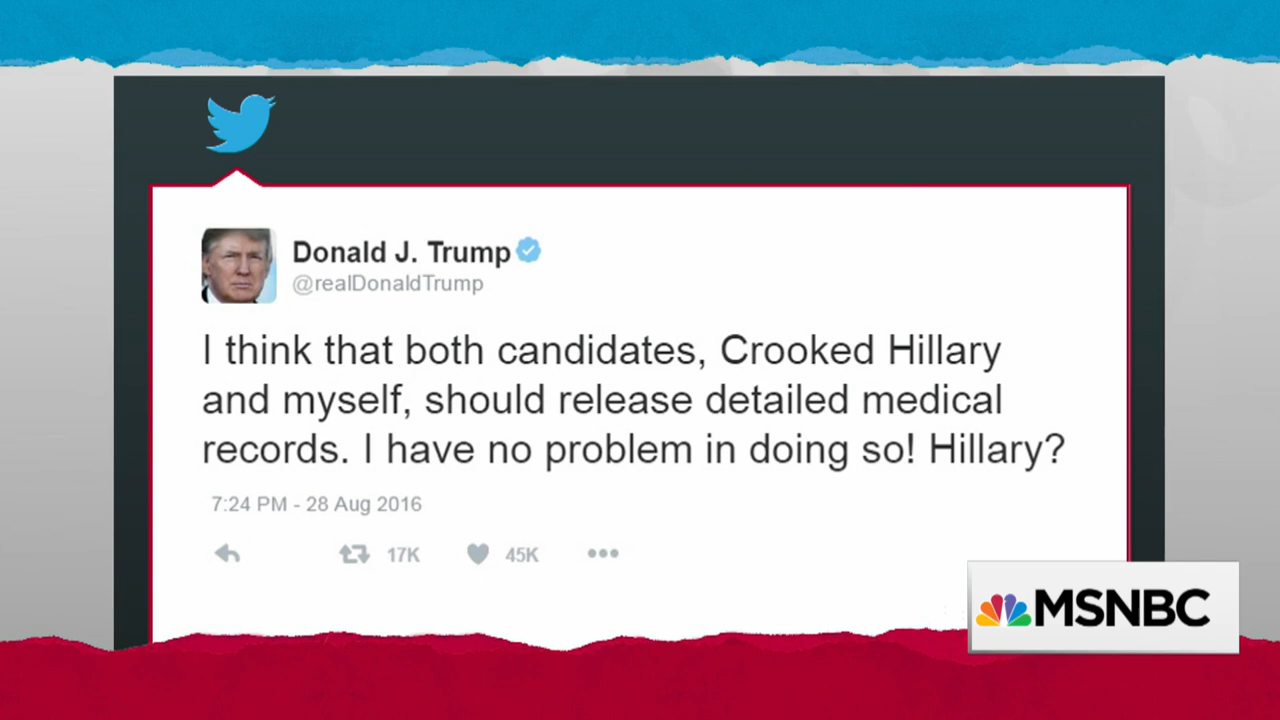 Donald J. Trump
@realDonaldTrump
I think that both candidates, Crooked Hillary
and myself, should release detailed medical
records. I have no problem in doing so! Hillary?
7:24 PM - 28 Aug 2016
17K 45K
MSNBC